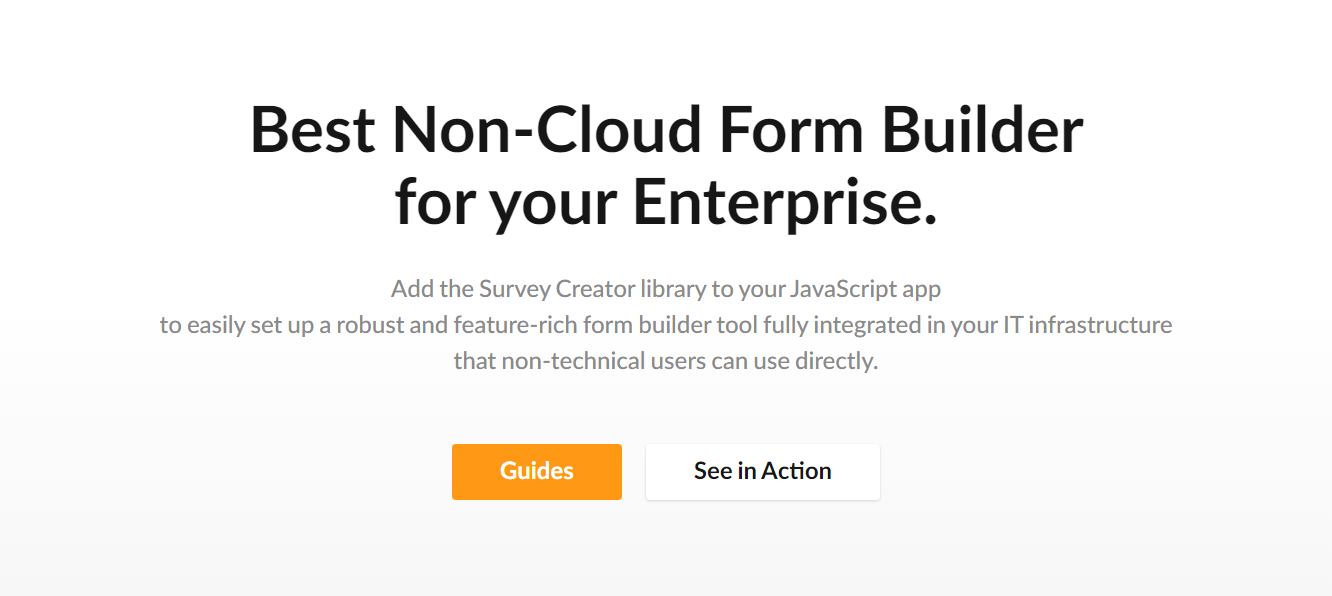 Best Non-Cloud Form Builder
for your Enterprise.
Add the Survey Creator library to your JavaScript app
to easily set up a robust and feature-rich form builder tool fully integrated in your IT infrastructure
that non-technical users can use directly.
Guides
See in Action